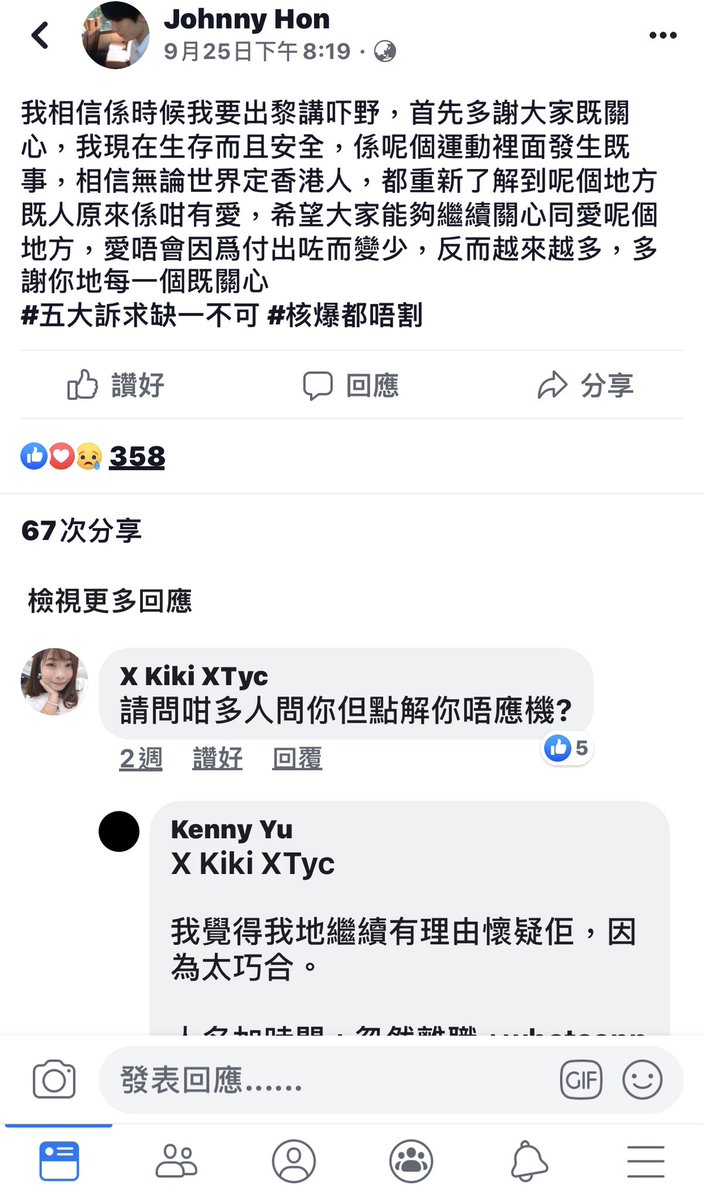 Johnny Hon
9月25日下午8:19 ·
我相信係時候我要出黎講吓野，首先多謝大家既關
心，我現在生存而且安全，係呢個運動裡面發生既
事，相信無論世界定香港人，都重新了解到呢個地方
既人原來係咁有愛，希望大家能夠繼續關心同愛呢個
地方，愛唔會因爲付出咗而變少，反而越來越多，多
謝你地每一個既關心
#五大訴求缺一不可 #核爆都唔割
讚好 回應 分享
358
67次分享
檢視更多回應
X Kiki XTyc
請問咁多人問你但點解你唔應機?
2週 讚好 回覆 5
Kenny Yu
X Kiki XTyc
我覺得我地繼續有理由懷疑佢，因
為太巧合。
發表回應…… GIF